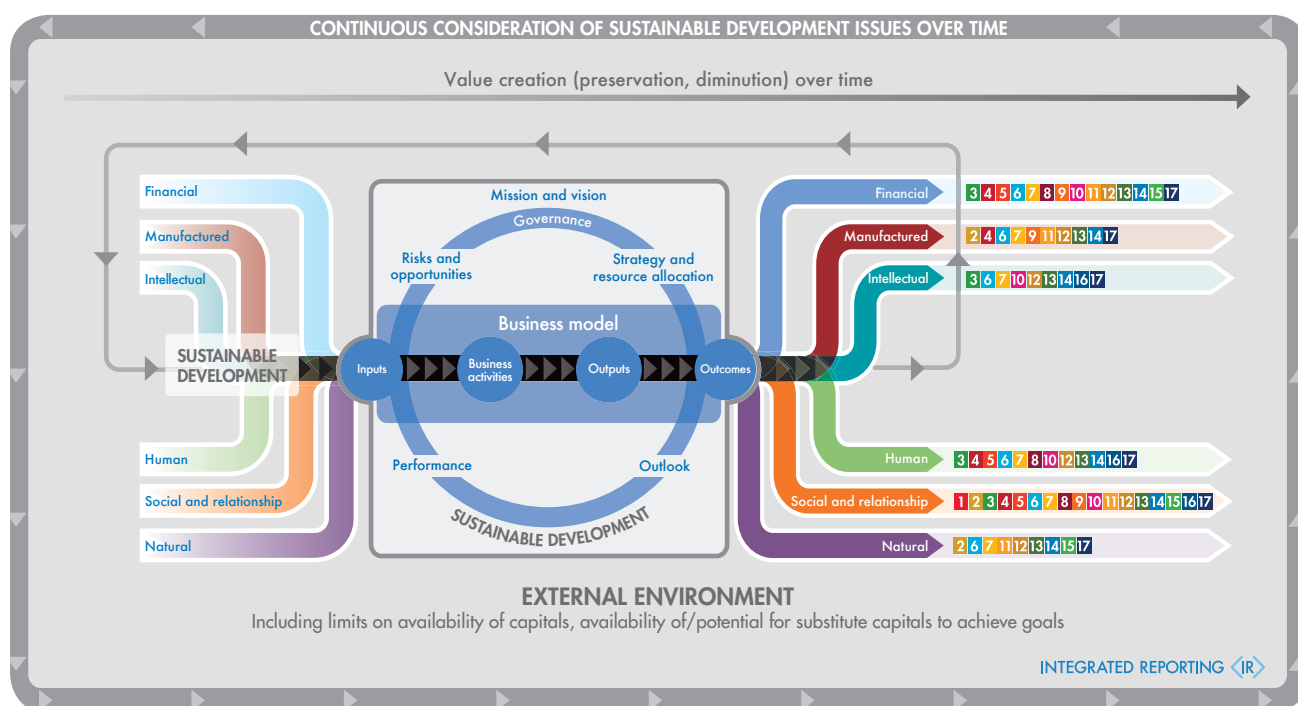 CONTINUOUS CONSIDERATION OF SUSTAINABLE DEVELOPMENT ISSUES OVER TIME
Value creation (preservation, diminution) over time
Financial
Manufactured
Intellectual
SUSTAINABLE
DEVELOPMENT
Human
Social and relationship
Natural
Mission and vision
Governance
Risks and
opportunities
Strategy and
resource allocation
Business model
Inputs
Business
activities
Outputs
Outcomes
Performance
Outlook
SUSTAINABLE DEVELOPMENT
Financial 3 4 5 6 7 8 9 10 11 12 13 14 15 17
Manufactured 2 4 6 7 9 11 12 13 14 17
Intellectual 3 6 7 10 12 13 14 16 17
Human 3 4 5 6 7 8 10 12 13 14 16 17
Social and relationship 1 2 3 4 5 6 7 8 9 10 11 12 13 14 15 16 17
Natural 2 6 7 11 12 13 14 15 17
EXTERNAL ENVIRONMENT
Including limits on availability of capitals, availability of/potential for substitute capitals to achieve goals
INTEGRATED REPORTING <IR>